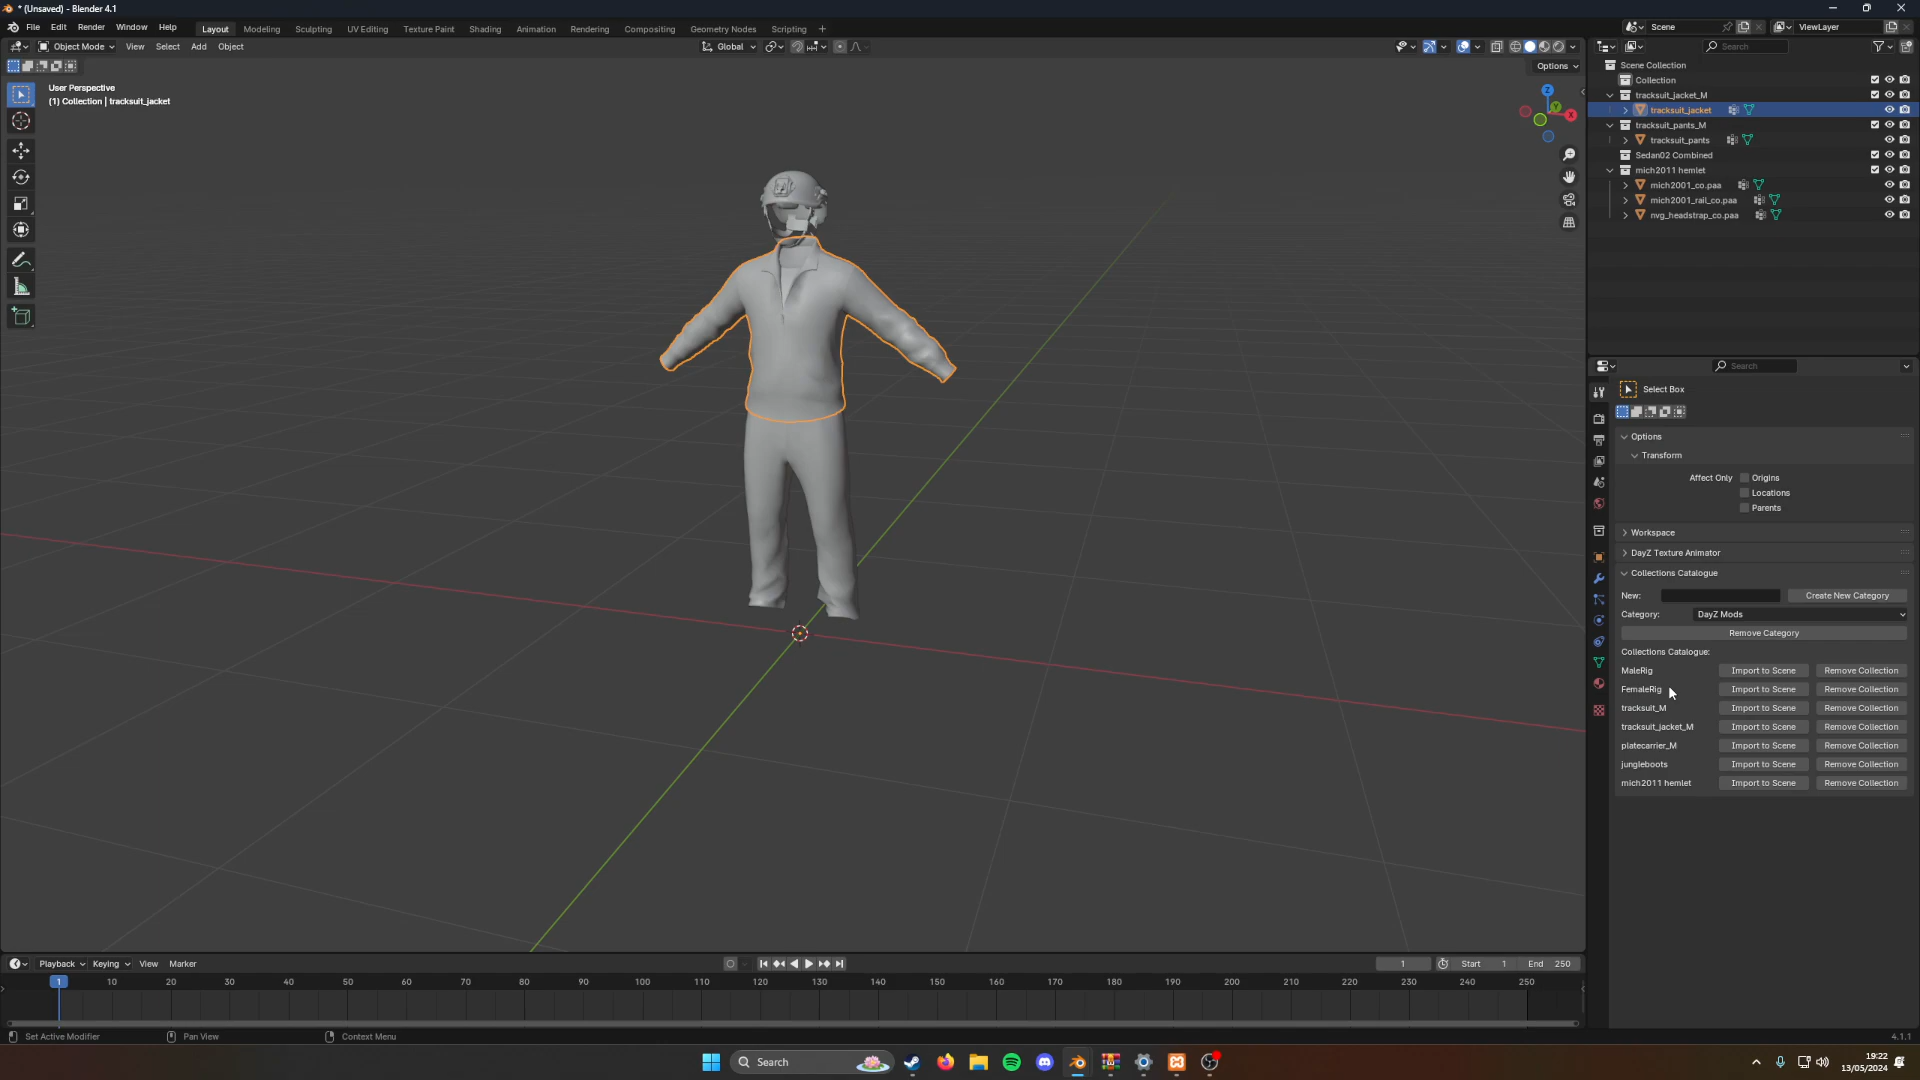 * (Unsaved) - Blender 4.1
File Edit Render Window Help Layout Modeling Sculpting UV Editing Texture Paint Shading Animation Rendering Compositing Geometry Nodes Scripting + Scene ViewLayer
Object Mode View Select Add Object Global Search
Options
User Perspective
(1) Collection | tracksuit_jacket
Z
Y
X
Scene Collection
Collection
tracksuit_jacket_M
tracksuit_jacket
tracksuit_pants_M
tracksuit_pants
Sedan02 Combined
mich2011 hemlet
mich2001_co.paa
mich2001_rail_co.paa
nvg_headstrap_co.paa
Search
Select Box
Options
Transform
Affect Only Origins
Locations
Parents
Workspace
DayZ Texture Animator
Collections Catalogue
New: Create New Category
Category: DayZ Mods
Remove Category
Collections Catalogue:
MaleRig Import to Scene Remove Collection
FemaleRig Import to Scene Remove Collection
tracksuit_M Import to Scene Remove Collection
tracksuit_jacket_M Import to Scene Remove Collection
platecarrier_M Import to Scene Remove Collection
jungleboots Import to Scene Remove Collection
mich2011 hemlet Import to Scene Remove Collection
Playback Keying View Marker 1 Start 1 End 250
1 10 20 30 40 50 60 70 80 90 100 110 120 130 140 150 160 170 180 190 200 210 220 230 240 250
Set Active Modifier Pan View Context Menu 4.1.1
Search 19:22
13/05/2024